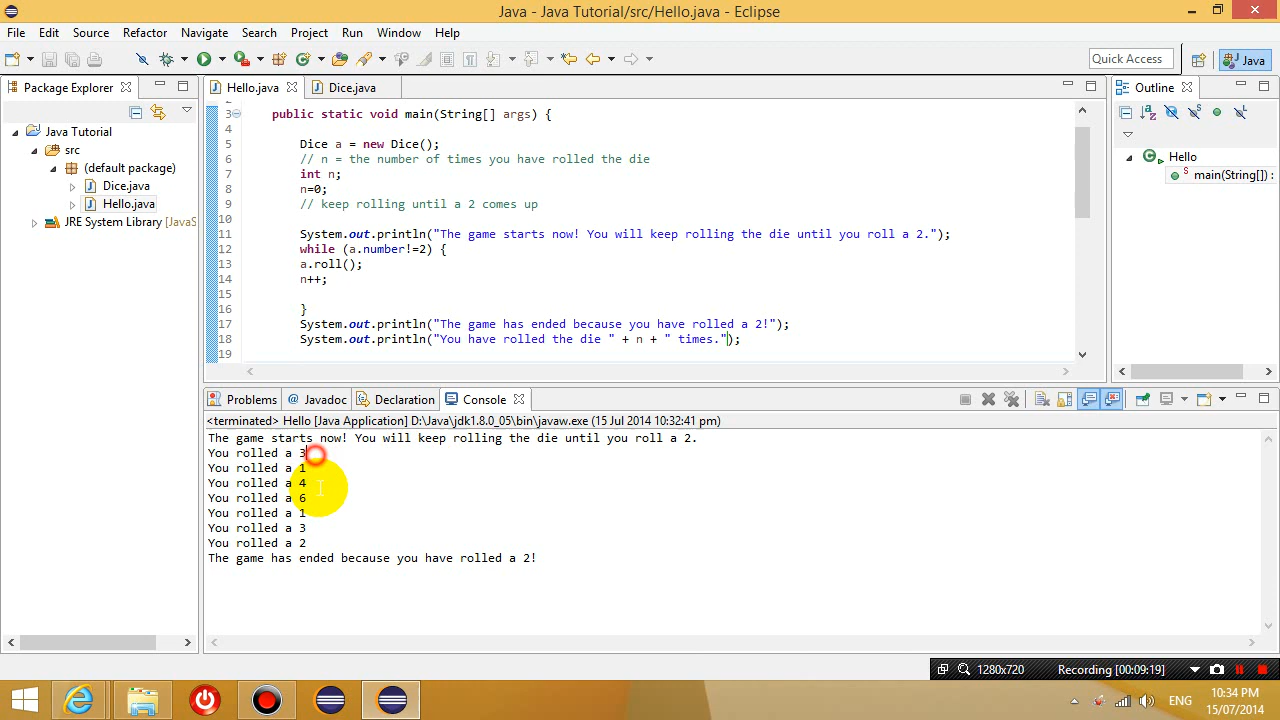 Java - Java Tutorial/src/Hello.java - Eclipse
File Edit Source Refactor Navigate Search Project Run Window Help
Quick Access
Java
Package Explorer
Java Tutorial
src
(default package)
Dice.java
Hello.java
JRE System Library [JavaS
Hello.java Dice.java
2
3 public static void main(String[] args) {
4
5 Dice a = new Dice();
6 // n = the number of times you have rolled the die
7 int n;
8 n=0;
9 // keep rolling until a 2 comes up
10
11 System.out.println("The game starts now! You will keep rolling the die until you roll a 2.");
12 while (a.number!=2) {
13 a.roll();
14 n++;
15
16 }
17 System.out.println("The game has ended because you have rolled a 2!");
18 System.out.println("You have rolled the die " + n + " times.");
19
Outline
Hello
main(String[]) :
Problems @ Javadoc Declaration Console
<terminated> Hello [Java Application] D:\Java\jdk1.8.0_05\bin\javaw.exe (15 Jul 2014 10:32:41 pm)
The game starts now! You will keep rolling the die until you roll a 2.
You rolled a 3
You rolled a 1
You rolled a 4
You rolled a 6
You rolled a 1
You rolled a 3
You rolled a 2
The game has ended because you have rolled a 2!
1280x720 Recording [00:09:19]
ENG
10:34 PM
15/07/2014